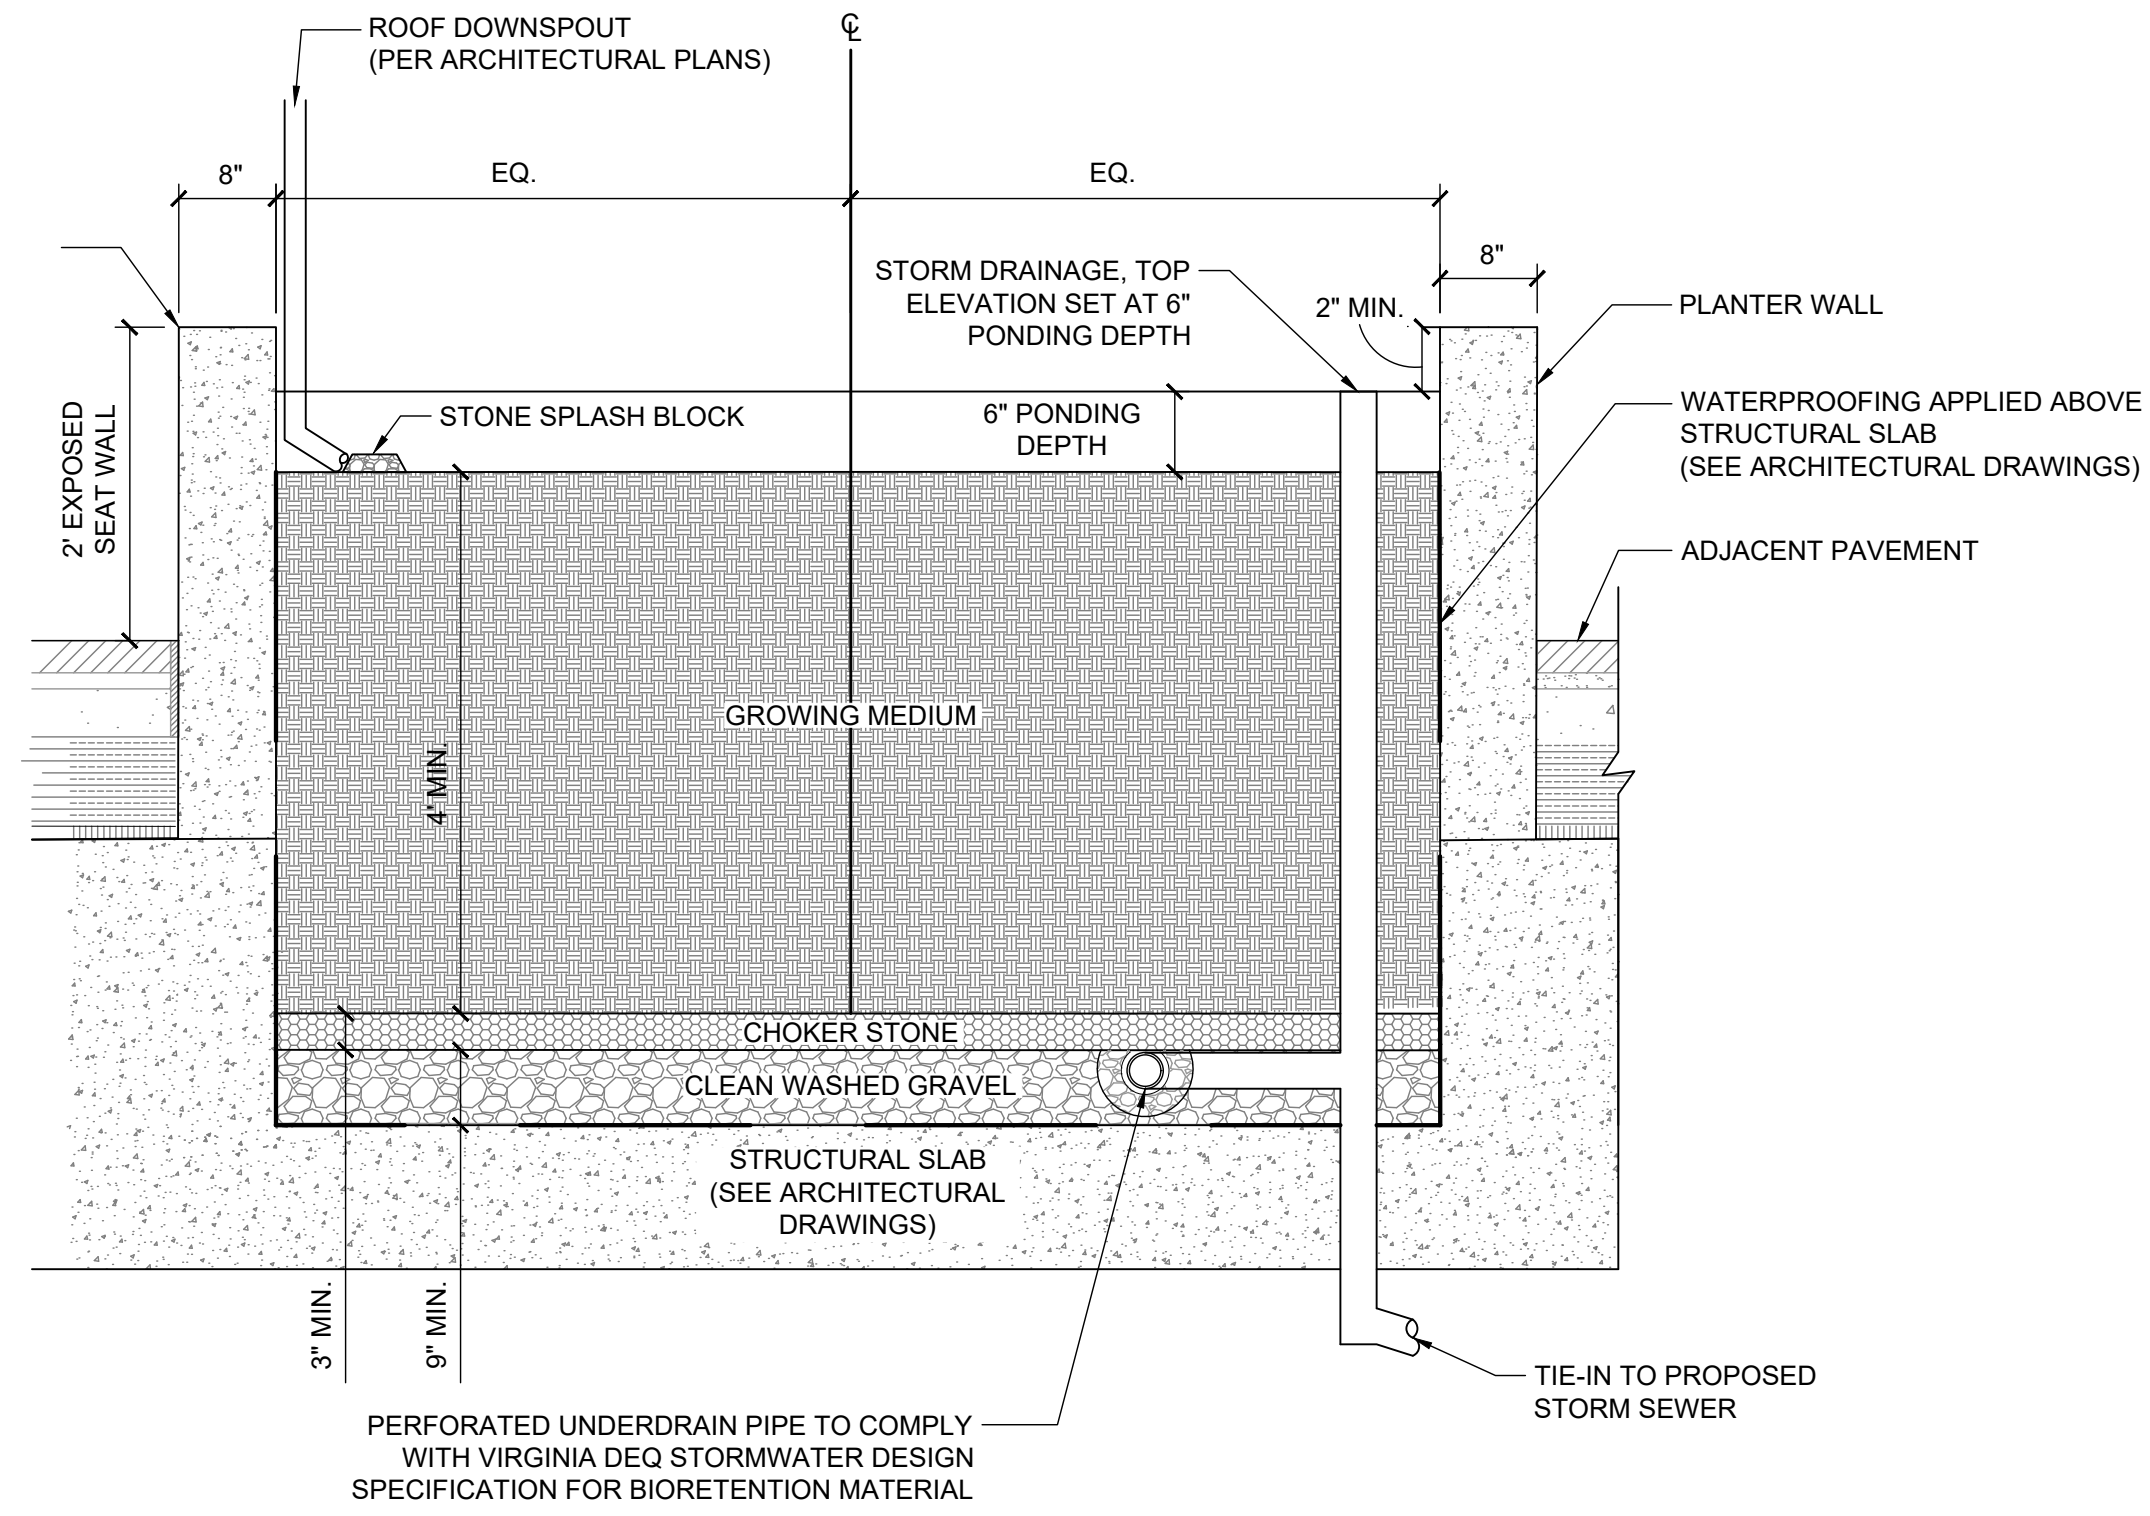 ROOF DOWNSPOUT
(PER ARCHITECTURAL PLANS)
℄
8"
EQ.
EQ.
STORM DRAINAGE, TOP
ELEVATION SET AT 6"
PONDING DEPTH
2" MIN.
8"
PLANTER WALL
WATERPROOFING APPLIED ABOVE
STRUCTURAL SLAB
(SEE ARCHITECTURAL DRAWINGS)
2' EXPOSED
SEAT WALL
STONE SPLASH BLOCK
6" PONDING
DEPTH
ADJACENT PAVEMENT
GROWING MEDIUM
4' MIN.
CHOKER STONE
CLEAN WASHED GRAVEL
STRUCTURAL SLAB
(SEE ARCHITECTURAL
DRAWINGS)
3" MIN.
9" MIN.
TIE-IN TO PROPOSED
STORM SEWER
PERFORATED UNDERDRAIN PIPE TO COMPLY
WITH VIRGINIA DEQ STORMWATER DESIGN
SPECIFICATION FOR BIORETENTION MATERIAL